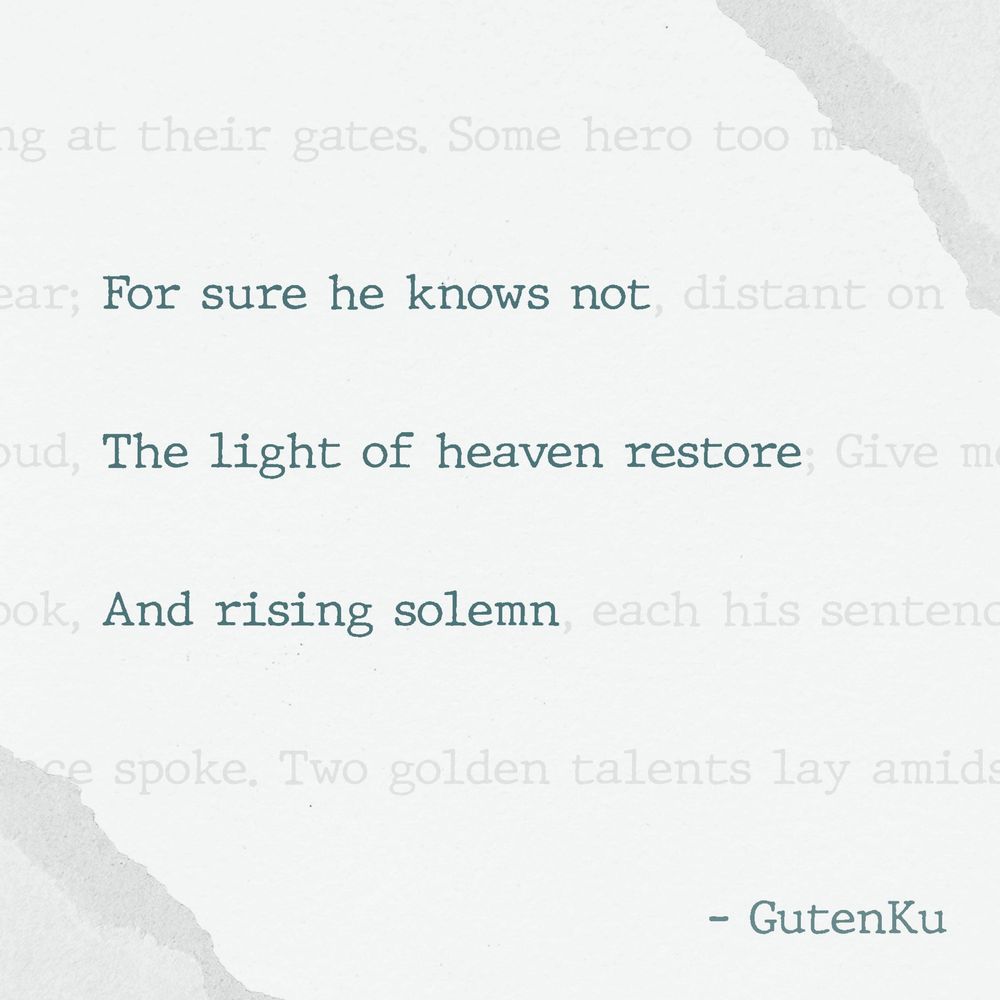 ng at their gates. Some hero too
ear; For sure he knows not, distant on
oud, The light of heaven restore; Give me
ook, And rising solemn, each his sentenc
ce spoke. Two golden talents lay amids
- GutenKu